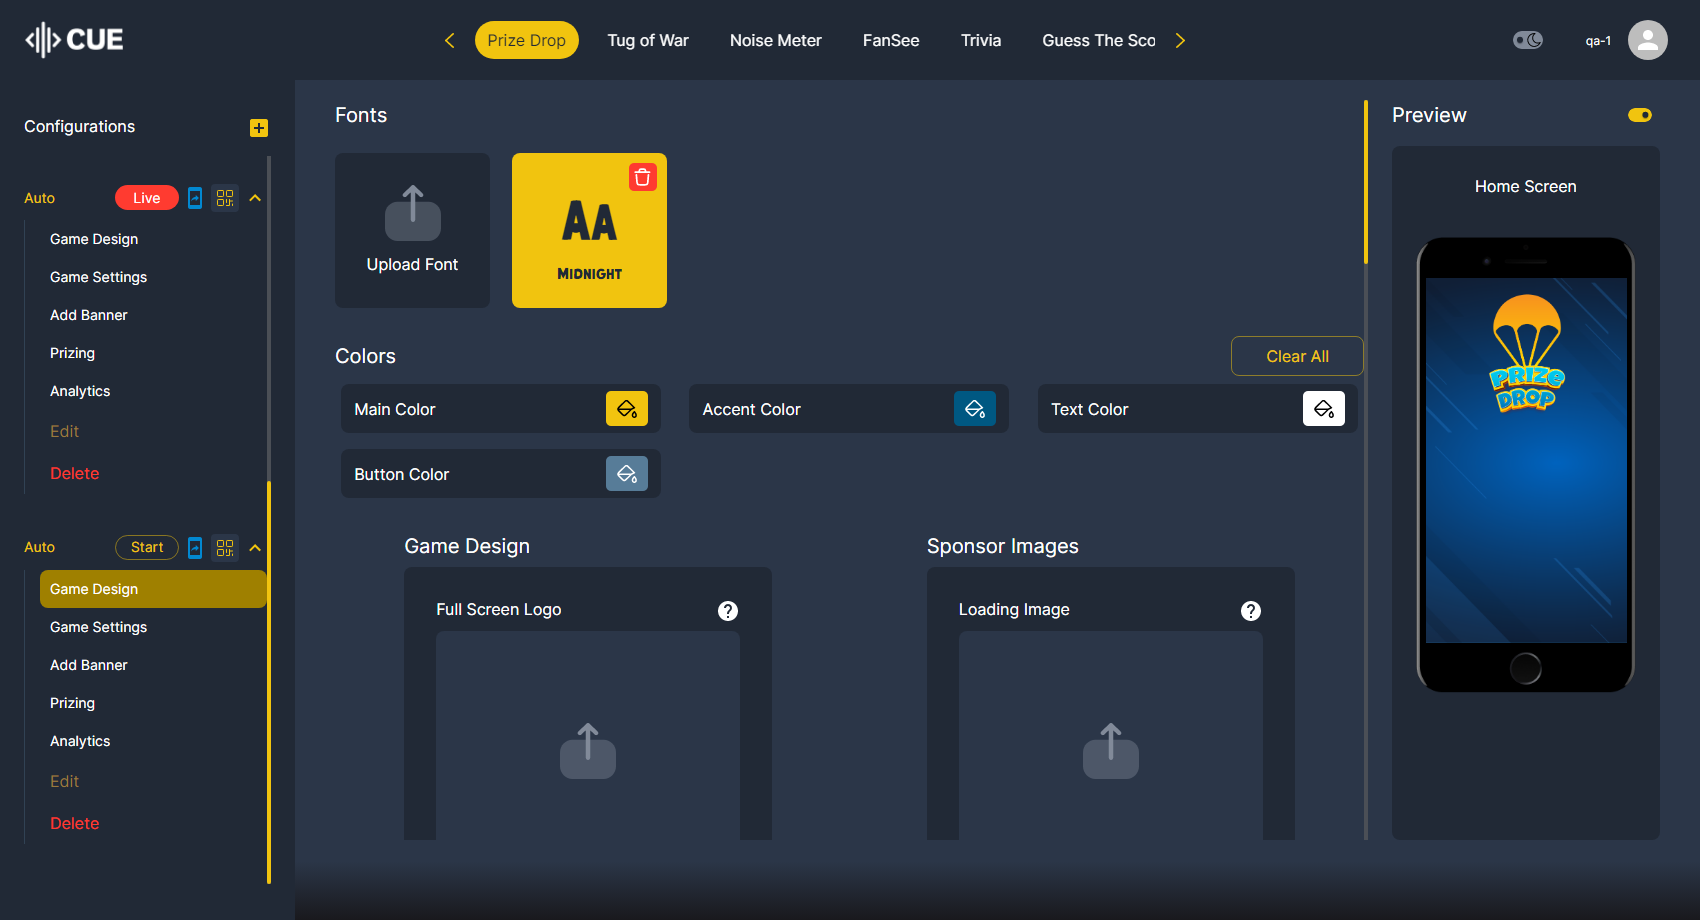 CUE
Prize Drop
Tug of War
Noise Meter
FanSee
Trivia
Guess The Sco
qa-1
Configurations
Auto
Live
Game Design
Game Settings
Add Banner
Prizing
Analytics
Edit
Delete
Auto
Start
Game Design
Game Settings
Add Banner
Prizing
Analytics
Edit
Delete
Fonts
Upload Font
AA
MIDNIGHT
Colors
Clear All
Main Color
Accent Color
Text Color
Button Color
Game Design
Full Screen Logo
?
Sponsor Images
Loading Image
?
Preview
Home Screen
PRIZE
DROP